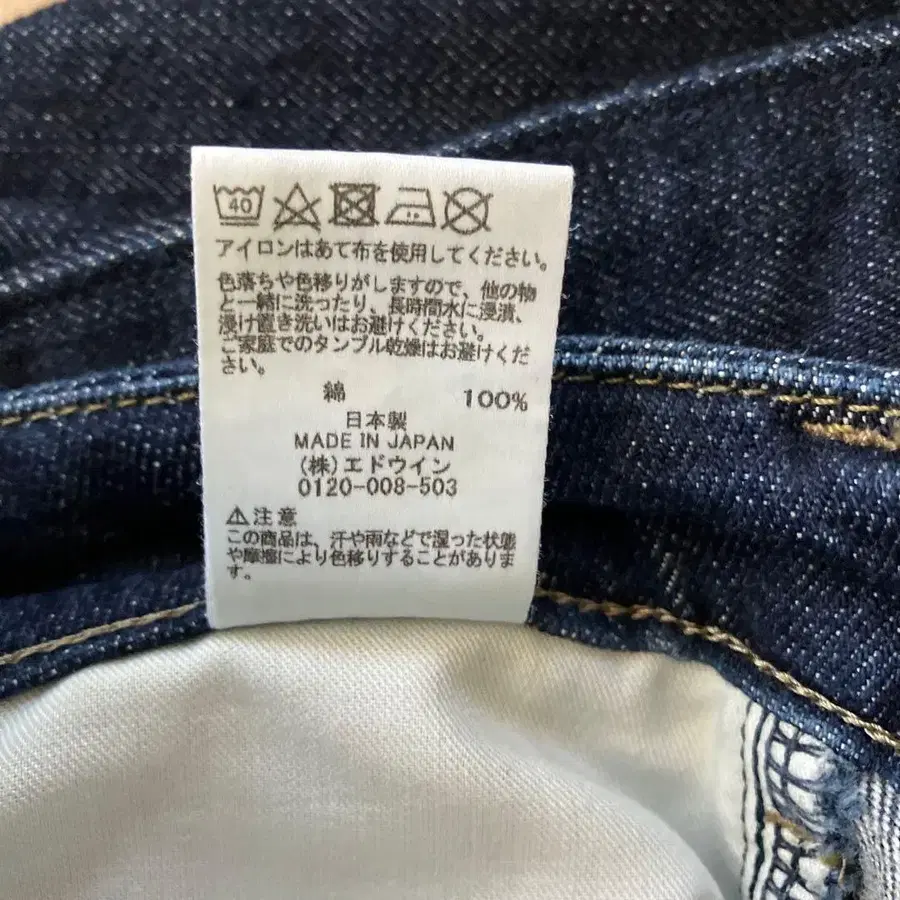 40
アイロンはあて布を使用してください。
色落ちや色移りがしますので、他の物
と一緒に洗ったり、長時間水に浸漬、
浸け置き洗いはお避けください。
ご家庭でのタンブル乾燥はお避けくだ
さい。
綿 100%
日本製
MADE IN JAPAN
(株)エドウイン
0120-008-503
⚠注意
この商品は、汗や雨などで湿った状態
や摩擦により色移りすることがありま
す。